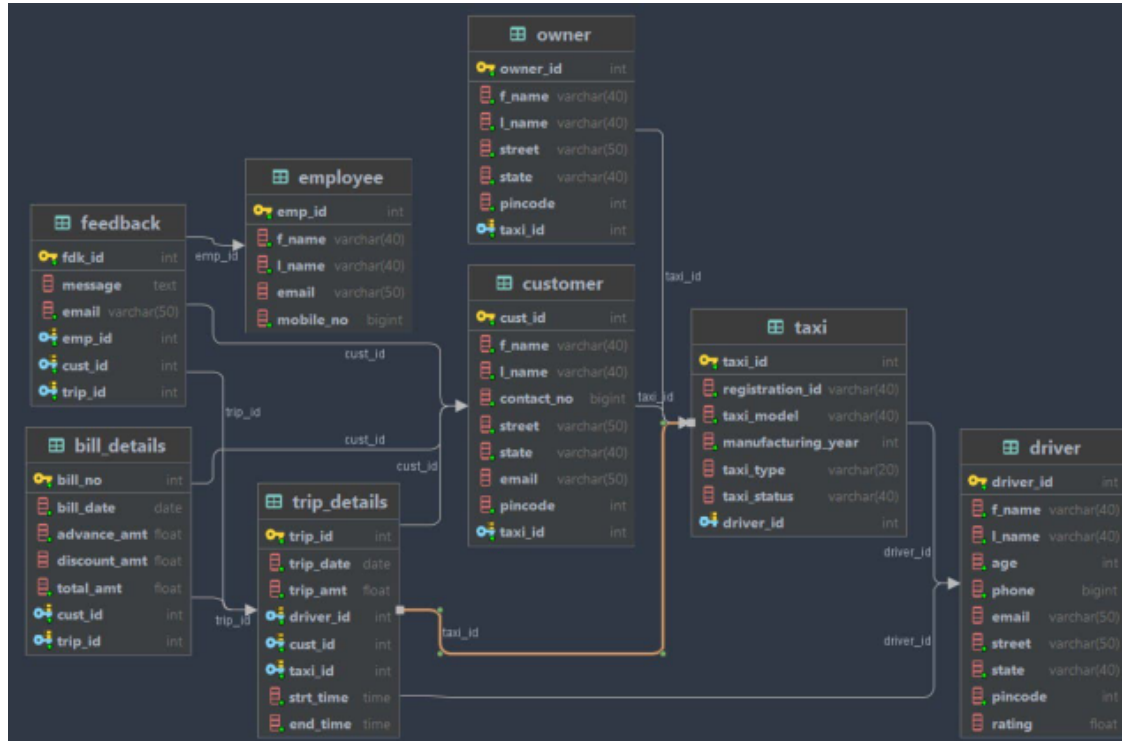 owner
owner_id int
f_name varchar(40)
l_name varchar(40)
street varchar(50)
state varchar(40)
pincode int
taxi_id int
employee
emp_id int
f_name varchar(40)
l_name varchar(40)
email varchar(50)
mobile_no bigint
feedback
fdk_id int
message text
email varchar(50)
emp_id int
cust_id int
trip_id int
emp_id
cust_id
trip_id
customer
cust_id int
f_name varchar(40)
l_name varchar(40)
contact_no bigint
street varchar(50)
state varchar(40)
email varchar(50)
pincode int
taxi_id int
taxi_id
taxi_id
taxi
taxi_id int
registration_id varchar(40)
taxi_model varchar(40)
manufacturing_year int
taxi_type varchar(20)
taxi_status varchar(40)
driver_id int
bill_details
bill_no int
bill_date date
advance_amt float
discount_amt float
total_amt float
cust_id int
trip_id int
cust_id
cust_id
trip_id
trip_details
trip_id int
trip_date date
trip_amt float
driver_id int
cust_id int
taxi_id int
strt_time time
end_time time
taxi_id
driver_id
driver_id
driver
driver_id int
f_name varchar(40)
l_name varchar(40)
age int
phone bigint
email varchar(50)
street varchar(50)
state varchar(40)
pincode int
rating float